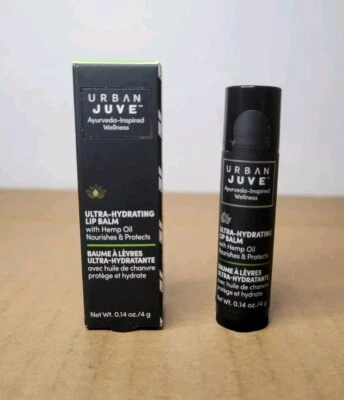 URBAN
JUVE™
Ayurveda-Inspired
Wellness
ULTRA-HYDRATING
LIP BALM
with Hemp Oil
Nourishes & Protects
BAUME À LÈVRES
ULTRA-HYDRATANTE
avec huile de chanvre
protège et hydrate
Net Wt. 0.14 oz./4 g
URBAN
JUVE™
Ayurveda-Inspired
Wellness
ULTRA-HYDRATING
LIP BALM
with Hemp Oil
Nourishes & Protects
BAUME À LÈVRES
ULTRA-HYDRATANTE
avec huile de chanvre
protège et hydrate
Net Wt. 0.14 oz./4 g